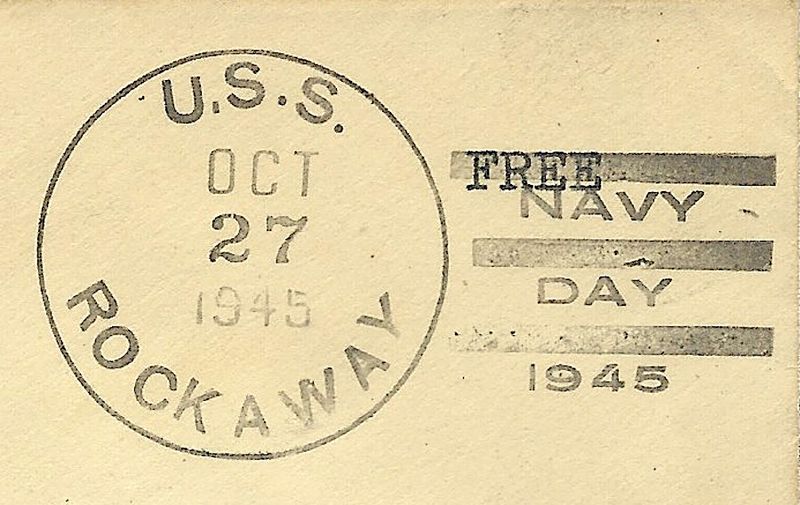 U.S.S.
OCT
27
1945
ROCKAWAY
FREE
NAVY
DAY
1945